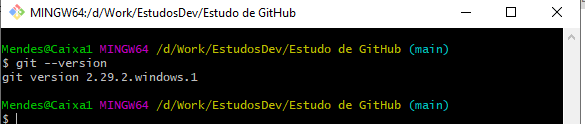 MINGW64:/d/Work/EstudosDev/Estudo de GitHub
Mendes@Caixa1 MINGW64 /d/Work/EstudosDev/Estudo de GitHub (main)
$ git --version
git version 2.29.2.windows.1
Mendes@Caixa1 MINGW64 /d/Work/EstudosDev/Estudo de GitHub (main)
$